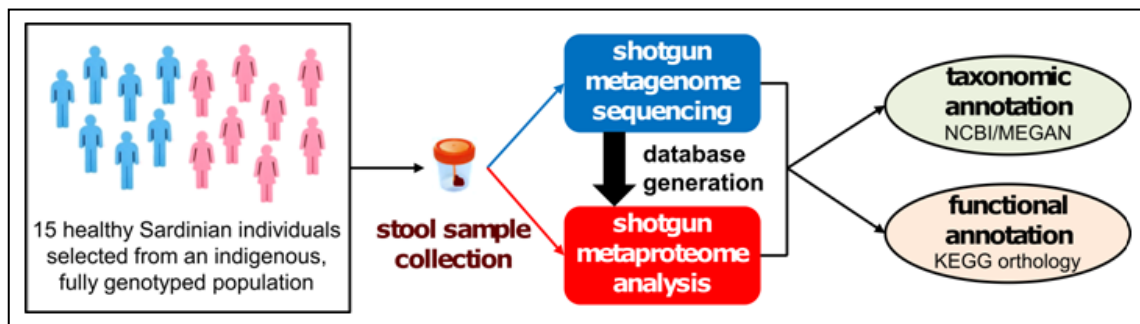 15 healthy Sardinian individuals
selected from an indigenous,
fully genotyped population
stool sample
collection
shotgun
metagenome
sequencing
database
generation
shotgun
metaproteome
analysis
taxonomic
annotation
NCBI/MEGAN
functional
annotation
KEGG orthology